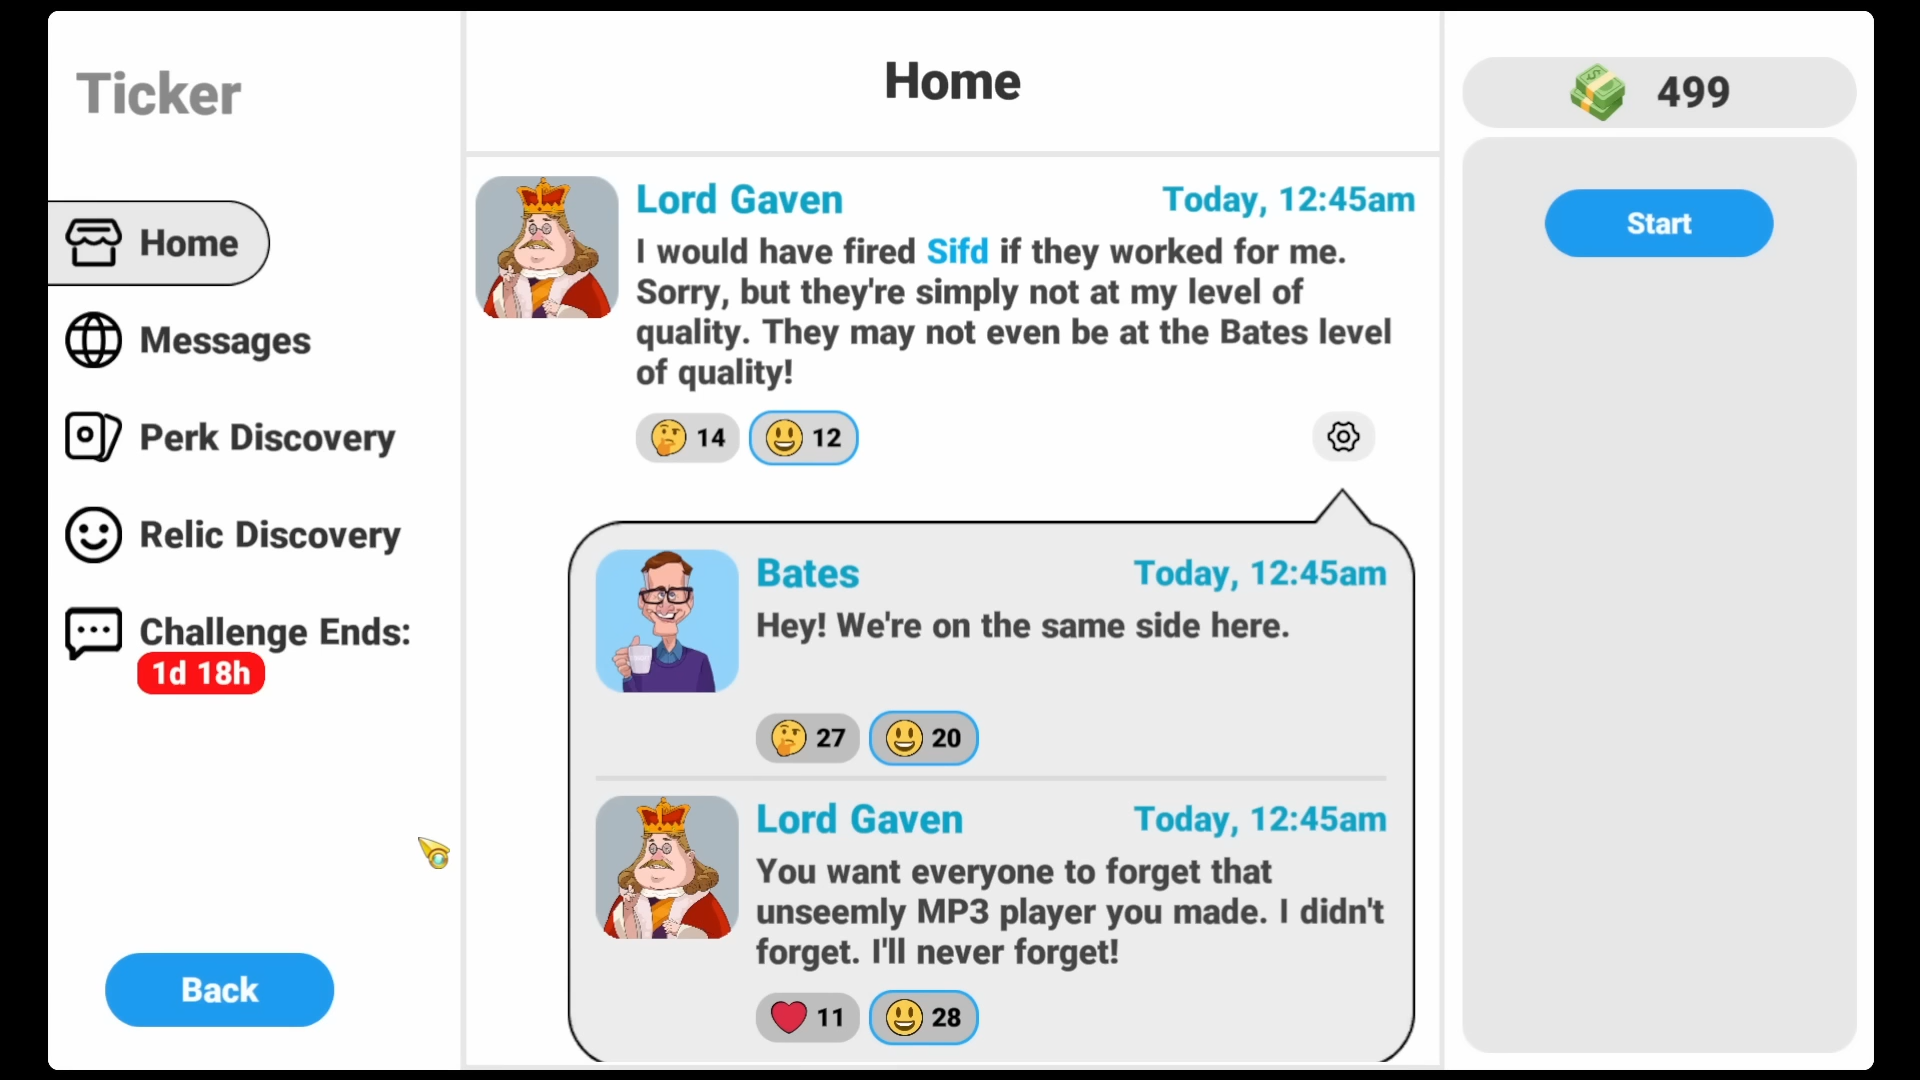 Ticker
Home
Messages
Perk Discovery
Relic Discovery
Challenge Ends:
1d 18h
Back
Home
Lord Gaven
Today, 12:45am
I would have fired Sifd if they worked for me.
Sorry, but they're simply not at my level of
quality. They may not even be at the Bates level
of quality!
14
12
Bates
Today, 12:45am
Hey! We're on the same side here.
27
20
Lord Gaven
Today, 12:45am
You want everyone to forget that
unseemly MP3 player you made. I didn't
forget. I'll never forget!
11
28
499
Start